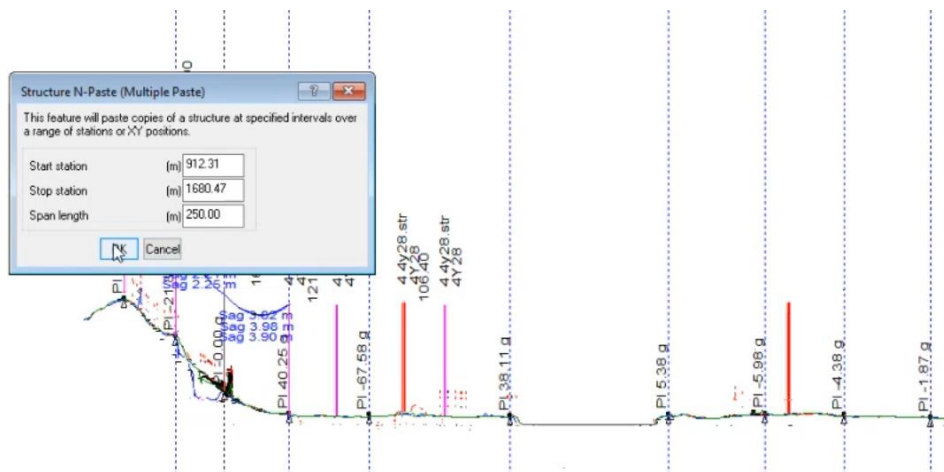 Structure N-Paste (Multiple Paste)
This feature will paste copies of a structure at specified intervals over
a range of stations or XY positions.
Start station (m) 912.31
Stop station (m) 1680.47
Span length (m) 250.00
Cancel
Sag 2.25 m
Sag 3.98 m
Sag 3.90 m
PI
PI -0.00 g
PI 40.25 g
121
PI -67.58 g
4 4y28.str
4Y28
106.40
4 4y28.str
4Y28
PI 38.11 g
PI 5.38 g
PI -5.98 g
PI -4.38 g
PI -1.87 g